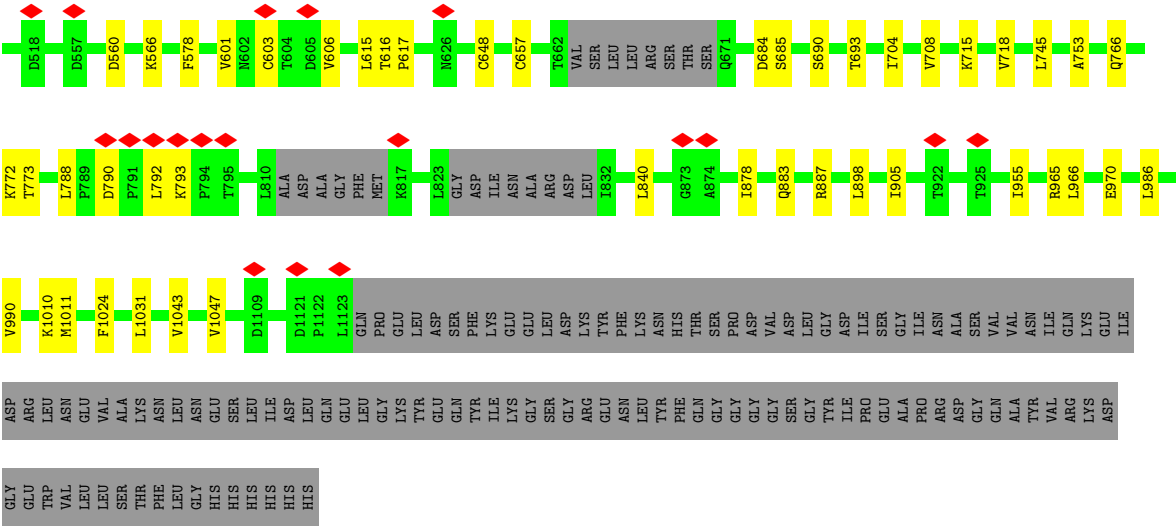 D518 D557 D560 K566 F578 V601 N602 C603 T604 D605 V606 L615 T616 P617 N626 C648 C657 T662 VAL SER LEU LEU ARG SER THR SER Q671 D684 S685 S690 T693 I704 V708 K715 V718 L745 A753 Q766
K772 T773 L788 P789 D790 P791 L792 K793 P794 T795 L810 ALA ASP ALA GLY PHE MET K817 L823 GLY ASP ILE ASN ALA ARG ASP LEU I832 L840 G873 A874 I878 Q883 R887 L898 I905 T922 T925 I955 R965 L966 E970 L986
V990 K1010 M1011 F1024 L1031 V1043 V1047 D1109 D1121 P1122 L1123 GLN PRO GLU LEU ASP SER PHE LYS GLU GLU LEU ASP LYS TYR PHE LYS ASN HIS THR SER PRO ASP VAL ASP LEU GLY ASP ILE SER GLY ILE ASN ALA SER VAL VAL ASN ILE GLN LYS GLU ILE
ASP ARG LEU ASN GLU VAL ALA LYS ASN LEU ASN GLU SER LEU ILE ASP LEU GLN GLU LEU GLY LYS TYR GLU GLN TYR ILE LYS GLY SER GLY ARG GLU ASN LEU TYR PHE GLN GLY GLY GLY GLY SER GLY TYR ILE PRO GLU ALA PRO ARG ASP GLY GLN ALA TYR VAL ARG LYS ASP
GLY GLU TRP VAL LEU LEU SER THR PHE LEU GLY HIS HIS HIS HIS HIS HIS